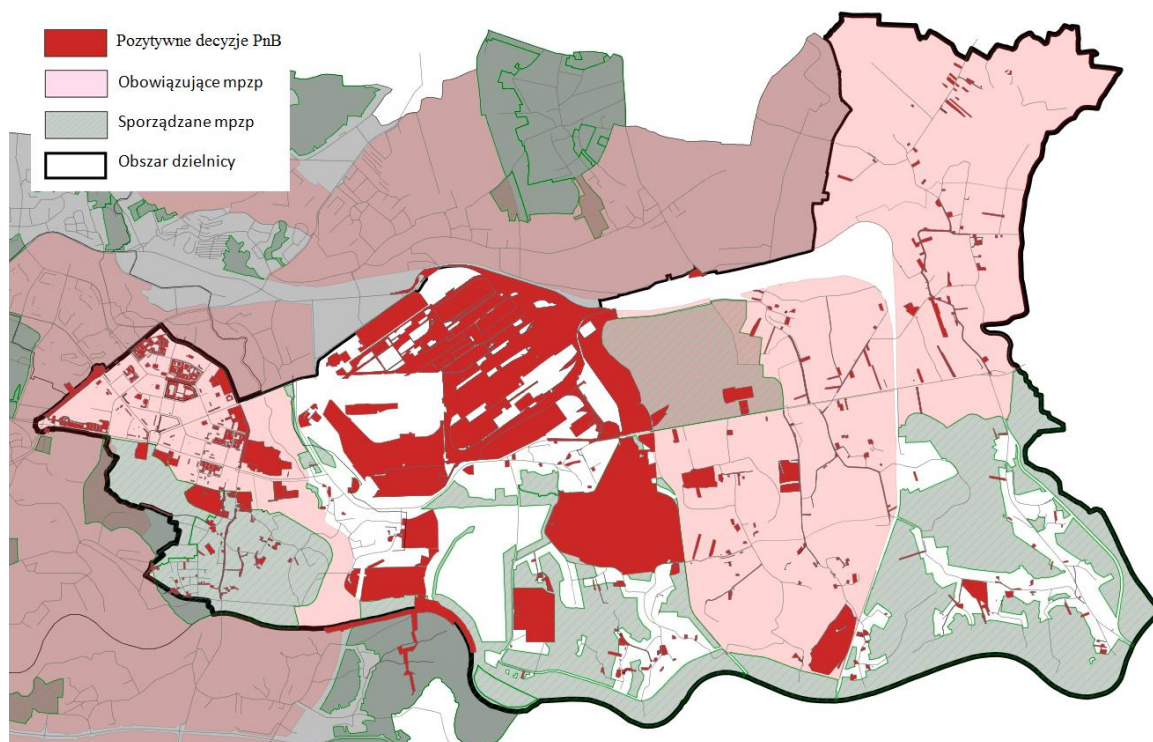 Pozytywne decyzje PnB
Obowiązujące mpzp
Sporządzane mpzp
Obszar dzielnicy